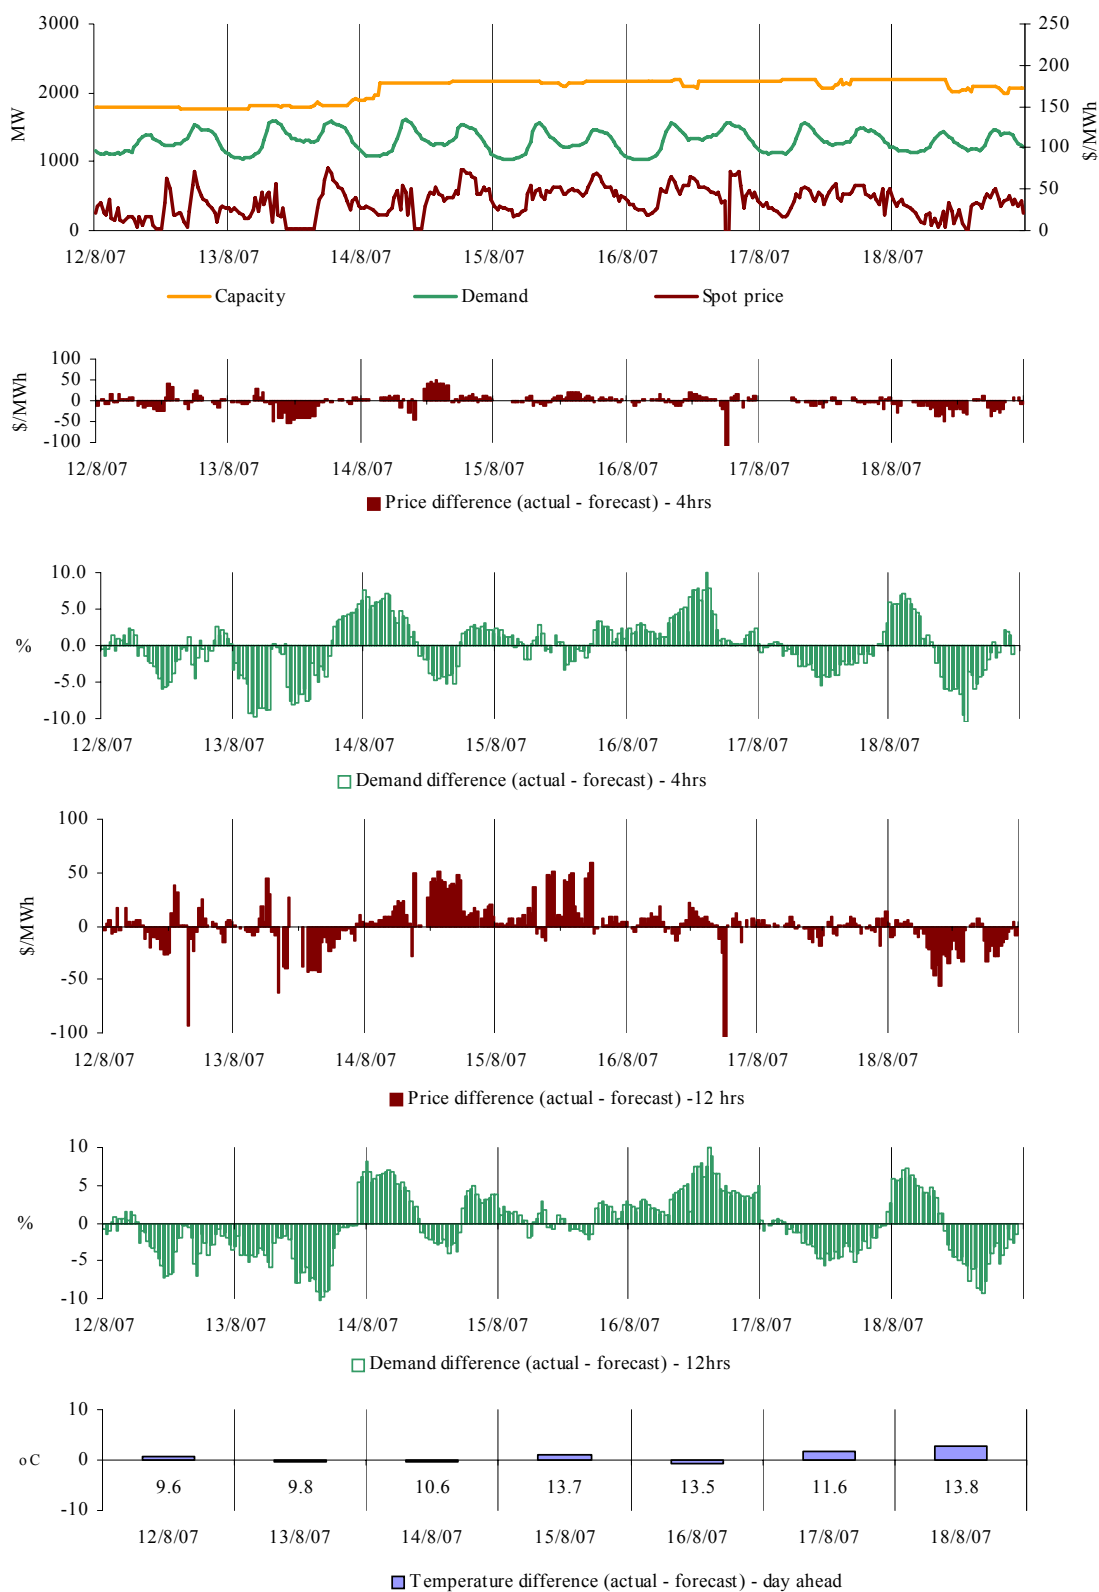 3000 250
200
2000 150
MW $/MWh
1000 100
50
0 0
12/8/07 13/8/07 14/8/07 15/8/07 16/8/07 17/8/07 18/8/07
Capacity Demand Spot price
100
50
0
-50
-100
$/MWh
12/8/07 13/8/07 14/8/07 15/8/07 16/8/07 17/8/07 18/8/07
Price difference (actual - forecast) - 4hrs
10.0
5.0
% 0.0
-5.0
-10.0
12/8/07 13/8/07 14/8/07 15/8/07 16/8/07 17/8/07 18/8/07
Demand difference (actual - forecast) - 4hrs
100
50
0
$/MWh
-50
-100
12/8/07 13/8/07 14/8/07 15/8/07 16/8/07 17/8/07 18/8/07
Price difference (actual - forecast) -12 hrs
10
5
% 0
-5
-10
12/8/07 13/8/07 14/8/07 15/8/07 16/8/07 17/8/07 18/8/07
Demand difference (actual - forecast) - 12hrs
10
oC 0
9.6 9.8 10.6 13.7 13.5 11.6 13.8
-10
12/8/07 13/8/07 14/8/07 15/8/07 16/8/07 17/8/07 18/8/07
Temperature difference (actual - forecast) - day ahead